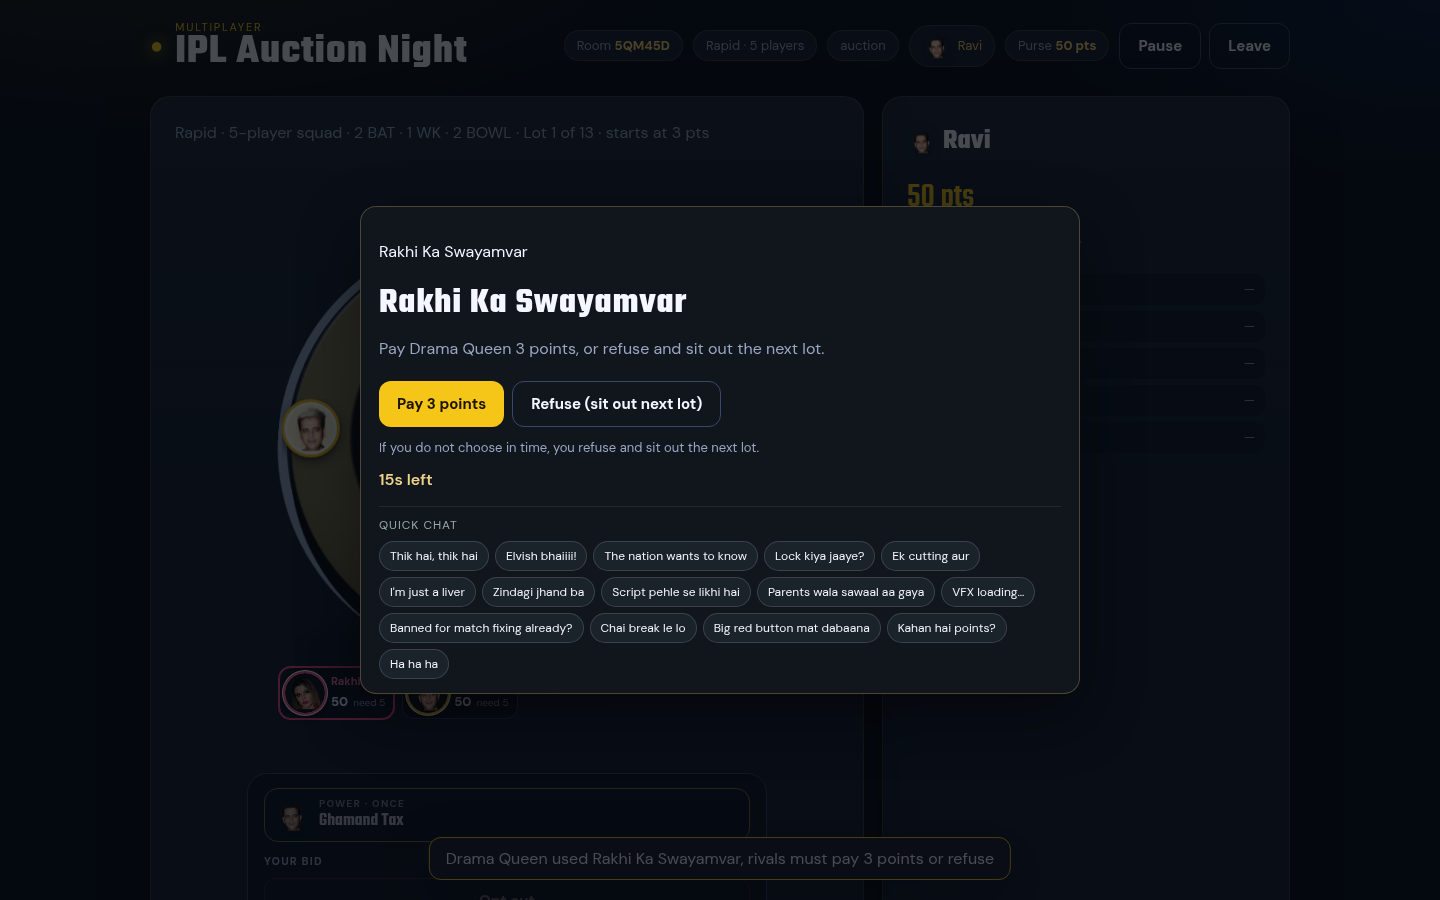 MULTIPLAYER
IPL Auction Night
Room 5QM45D
Rapid · 5 players
auction
Ravi
Purse 50 pts
Pause
Leave
Rapid · 5-player squad · 2 BAT · 1 WK · 2 BOWL · Lot 1 of 13 · starts at 3 pts
Ravi
50 pts
Rakhi Ka Swayamvar
Rakhi Ka Swayamvar
Pay Drama Queen 3 points, or refuse and sit out the next lot.
Pay 3 points
Refuse (sit out next lot)
If you do not choose in time, you refuse and sit out the next lot.
15s left
QUICK CHAT
Thik hai, thik hai
Elvish bhaiiii!
The nation wants to know
Lock kiya jaaye?
Ek cutting aur
I'm just a liver
Zindagi jhand ba
Script pehle se likhi hai
Parents wala sawaal aa gaya
VFX loading…
Banned for match fixing already?
Chai break le lo
Big red button mat dabaana
Kahan hai points?
Ha ha ha
Rakhi
50 need 5
50 need 5
POWER · ONCE
Ghamand Tax
YOUR BID
Drama Queen used Rakhi Ka Swayamvar, rivals must pay 3 points or refuse